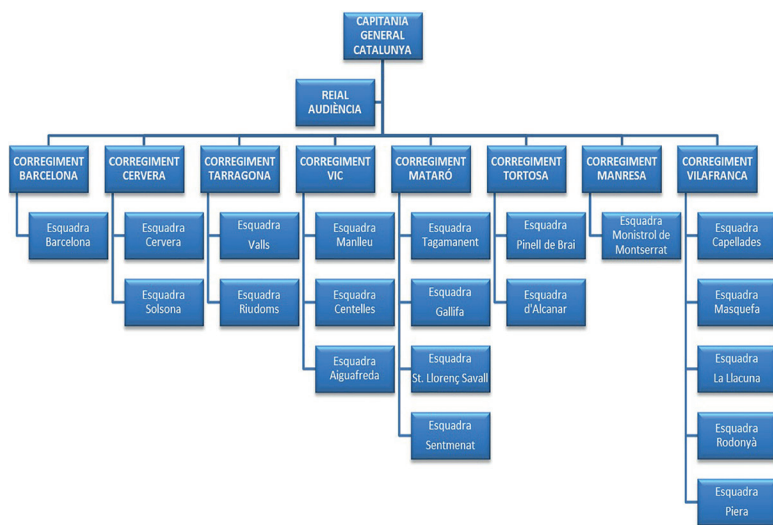 CAPITANIA
GENERAL
CATALUNYA
REIAL
AUDIÈNCIA
CORREGIMENT
BARCELONA
CORREGIMENT
CERVERA
CORREGIMENT
TARRAGONA
CORREGIMENT
VIC
CORREGIMENT
MATARÓ
CORREGIMENT
TORTOSA
CORREGIMENT
MANRESA
CORREGIMENT
VILAFRANCA
Esquadra
Barcelona
Esquadra
Cervera
Esquadra
Solsona
Esquadra
Valls
Esquadra
Riudoms
Esquadra
Manlleu
Esquadra
Centelles
Esquadra
Aiguafreda
Esquadra
Tagamanent
Esquadra
Gallifa
Esquadra
St. Llorenç Savall
Esquadra
Sentmenat
Esquadra
Pinell de Brai
Esquadra
d'Alcanar
Esquadra
Monistrol de
Montserrat
Esquadra
Capellades
Esquadra
Masquefa
Esquadra
La Llacuna
Esquadra
Rodonyà
Esquadra
Piera